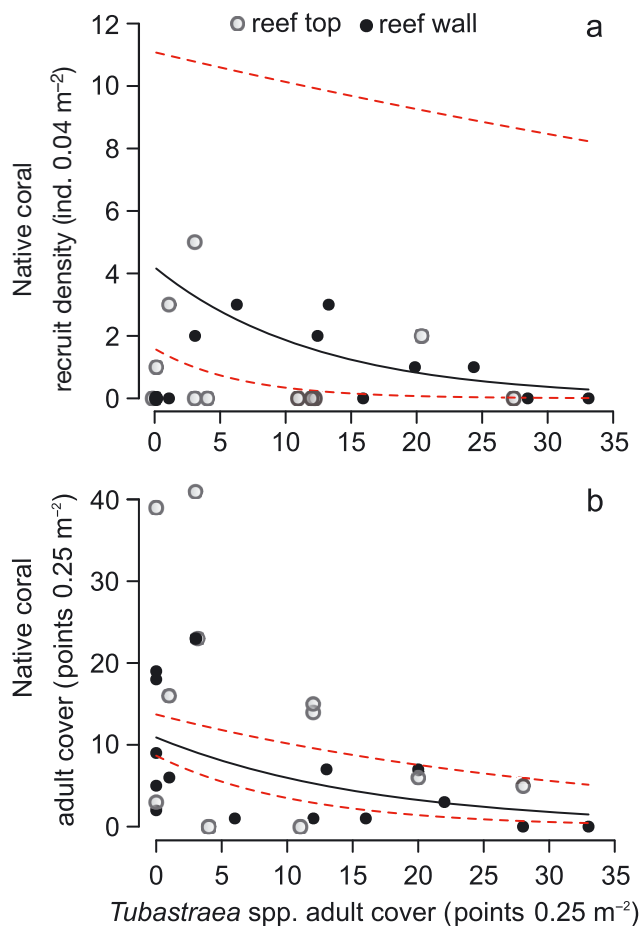 reef top reef wall
a
Native coral
recruit density (ind. 0.04 m⁻²)
12
10
8
6
4
2
0
0 5 10 15 20 25 30 35
b
Native coral
adult cover (points 0.25 m⁻²)
40
30
20
10
0
0 5 10 15 20 25 30 35
Tubastraea spp. adult cover (points 0.25 m⁻²)